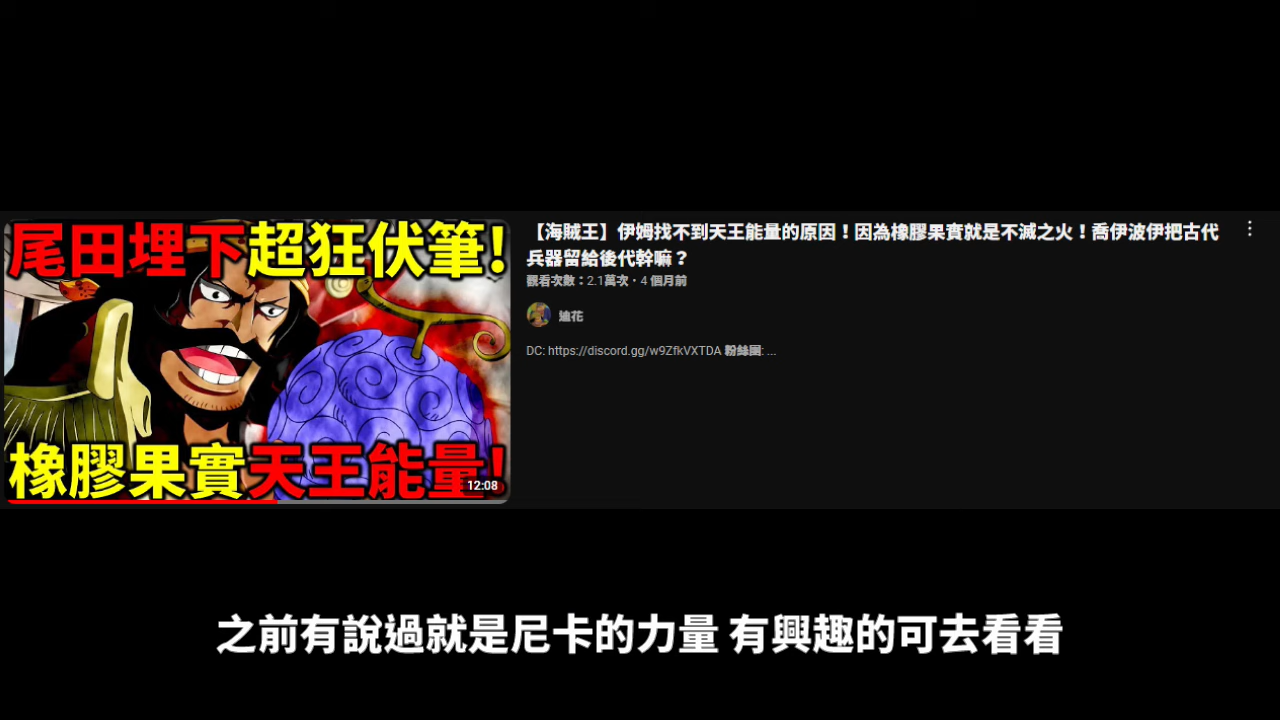 尾田埋下超狂伏筆!
橡膠果實天王能量!
12:08
【海賊王】伊姆找不到天王能量的原因！因為橡膠果實就是不滅之火！喬伊波伊把古代
兵器留給後代幹嘛？
觀看次數：2.1萬次・4 個月前
迪花
DC: https://discord.gg/w9ZfkVXTDA 粉絲團: ...
之前有說過就是尼卡的力量 有興趣的可去看看